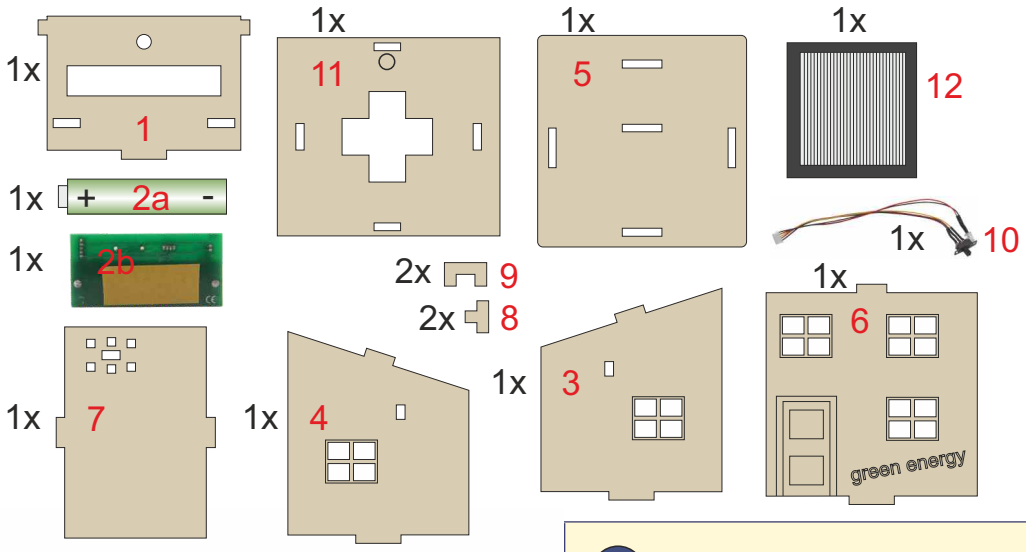 1x 1x 1x
1x 11 5 12
1
1x + 2a -
1x 2b 1x 10
2x 9 1x
2x 8 6
1x 7 1x 4 1x 3
green energy
CE